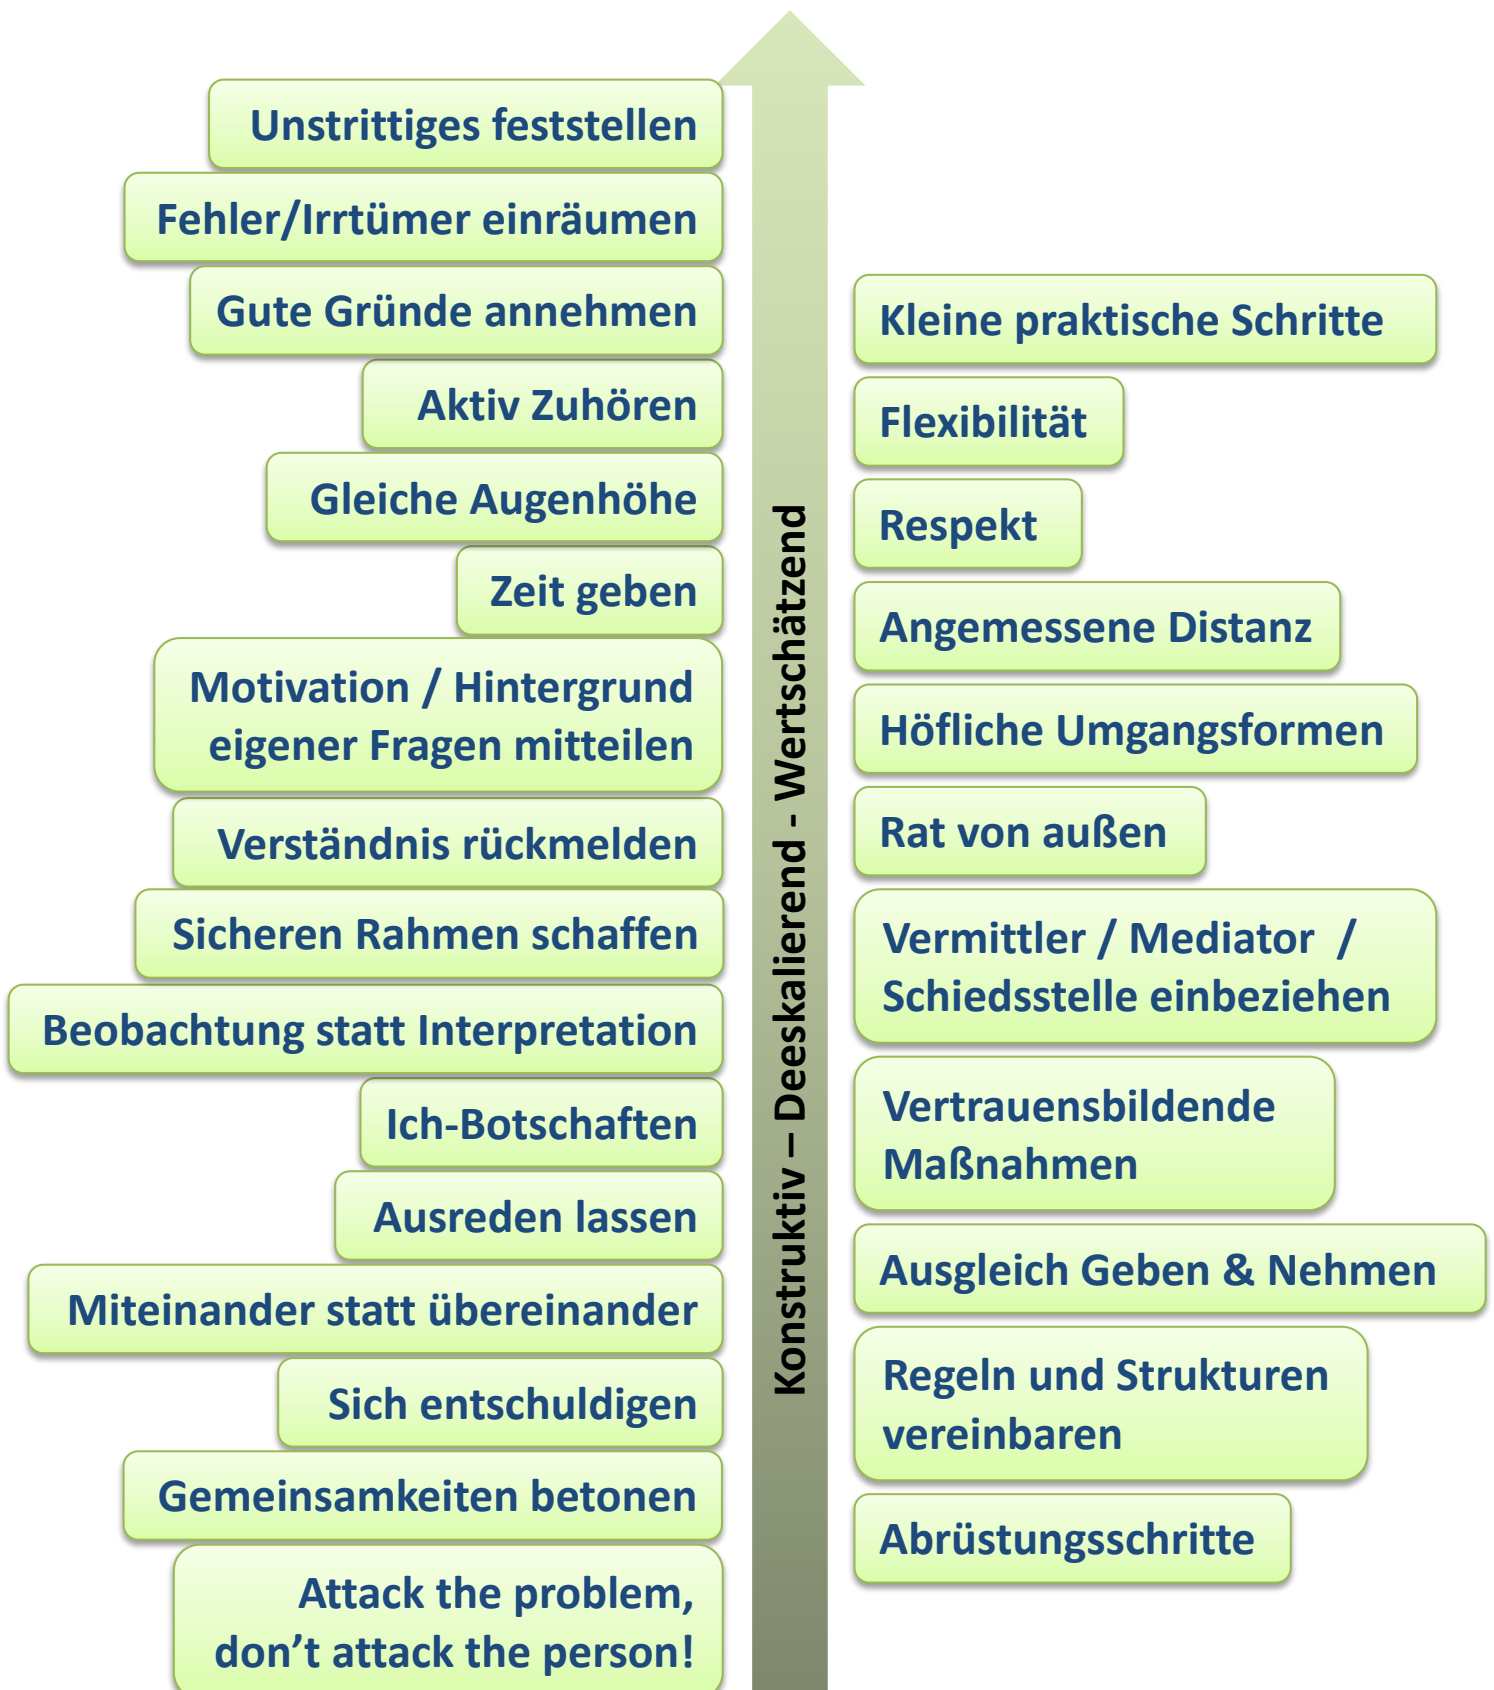 Unstrittiges feststellen
Fehler/Irrtümer einräumen
Gute Gründe annehmen
Aktiv Zuhören
Gleiche Augenhöhe
Zeit geben
Motivation / Hintergrund
eigener Fragen mitteilen
Verständnis rückmelden
Sicheren Rahmen schaffen
Beobachtung statt Interpretation
Ich-Botschaften
Ausreden lassen
Miteinander statt übereinander
Sich entschuldigen
Gemeinsamkeiten betonen
Attack the problem,
don’t attack the person!
Konstruktiv – Deeskalierend - Wertschätzend
Kleine praktische Schritte
Flexibilität
Respekt
Angemessene Distanz
Höfliche Umgangsformen
Rat von außen
Vermittler / Mediator /
Schiedsstelle einbeziehen
Vertrauensbildende
Maßnahmen
Ausgleich Geben & Nehmen
Regeln und Strukturen
vereinbaren
Abrüstungsschritte